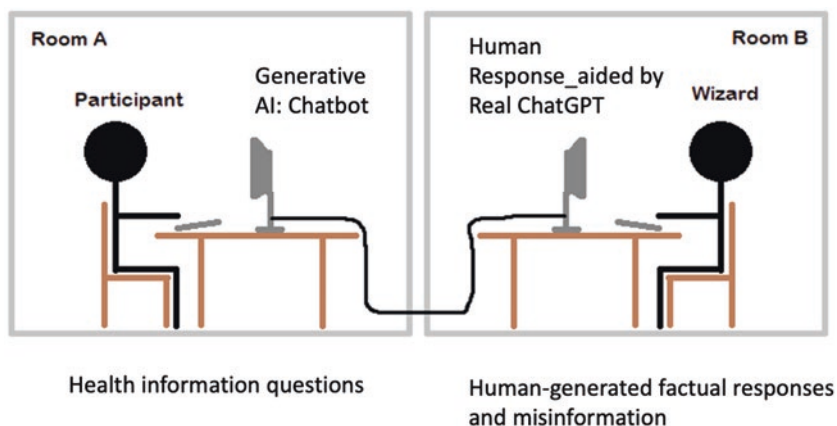 Room A
Participant
Generative
AI: Chatbot
Human
Response_aided by
Real ChatGPT
Room B
Wizard
Health information questions
Human-generated factual responses
and misinformation